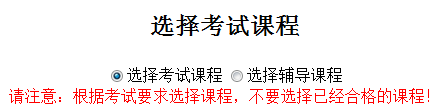 选择考试课程
选择考试课程 选择辅导课程
请注意：根据考试要求选择课程，不要选择已经合格的课程！